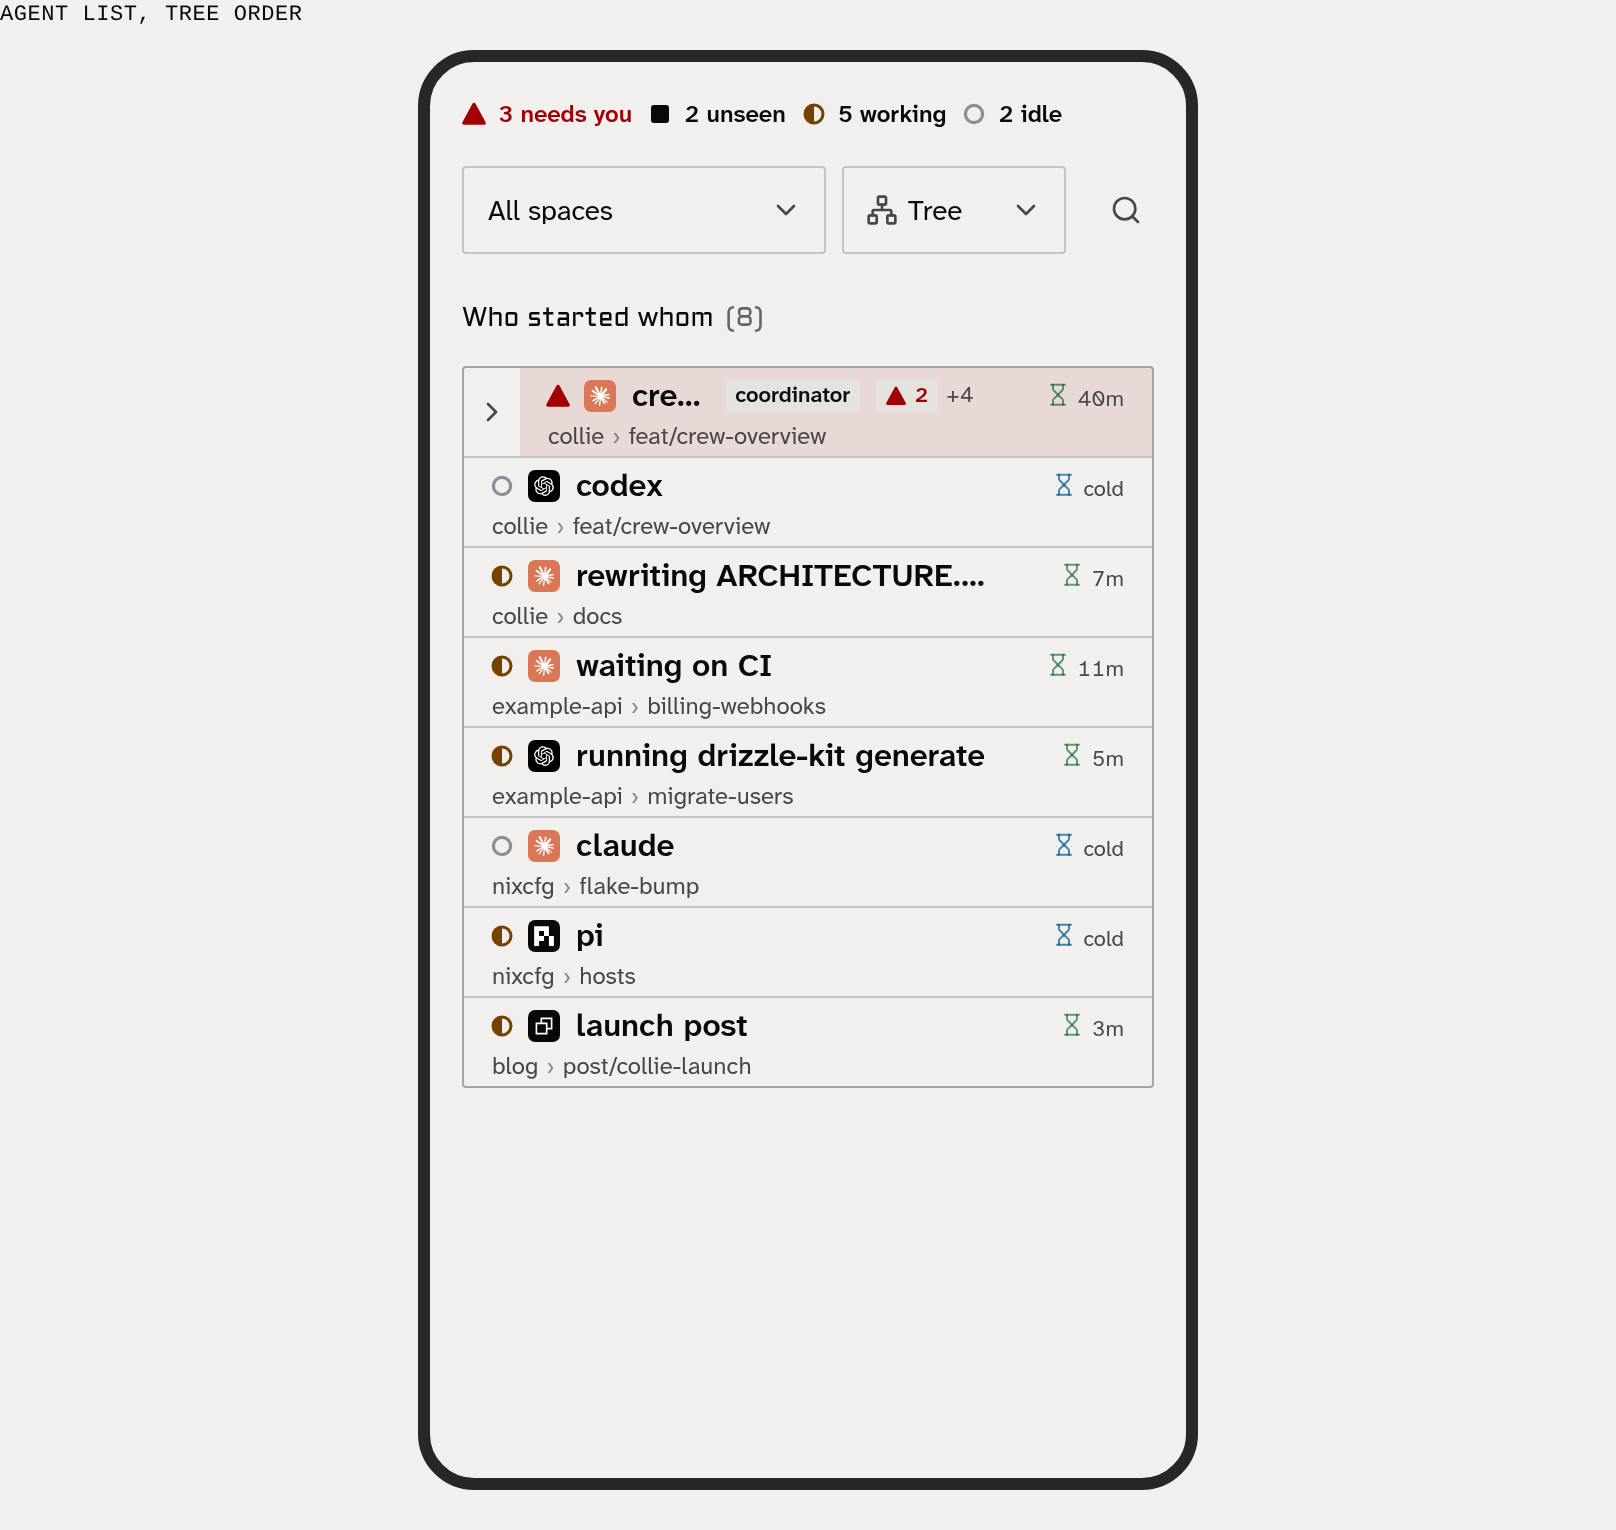 AGENT LIST, TREE ORDER
3 needs you 2 unseen 5 working 2 idle
All spaces Tree
Who started whom (8)
cre... coordinator 2 +4 40m
collie › feat/crew-overview
codex cold
collie › feat/crew-overview
rewriting ARCHITECTURE.... 7m
collie › docs
waiting on CI 11m
example-api › billing-webhooks
running drizzle-kit generate 5m
example-api › migrate-users
claude cold
nixcfg › flake-bump
pi cold
nixcfg › hosts
launch post 3m
blog › post/collie-launch